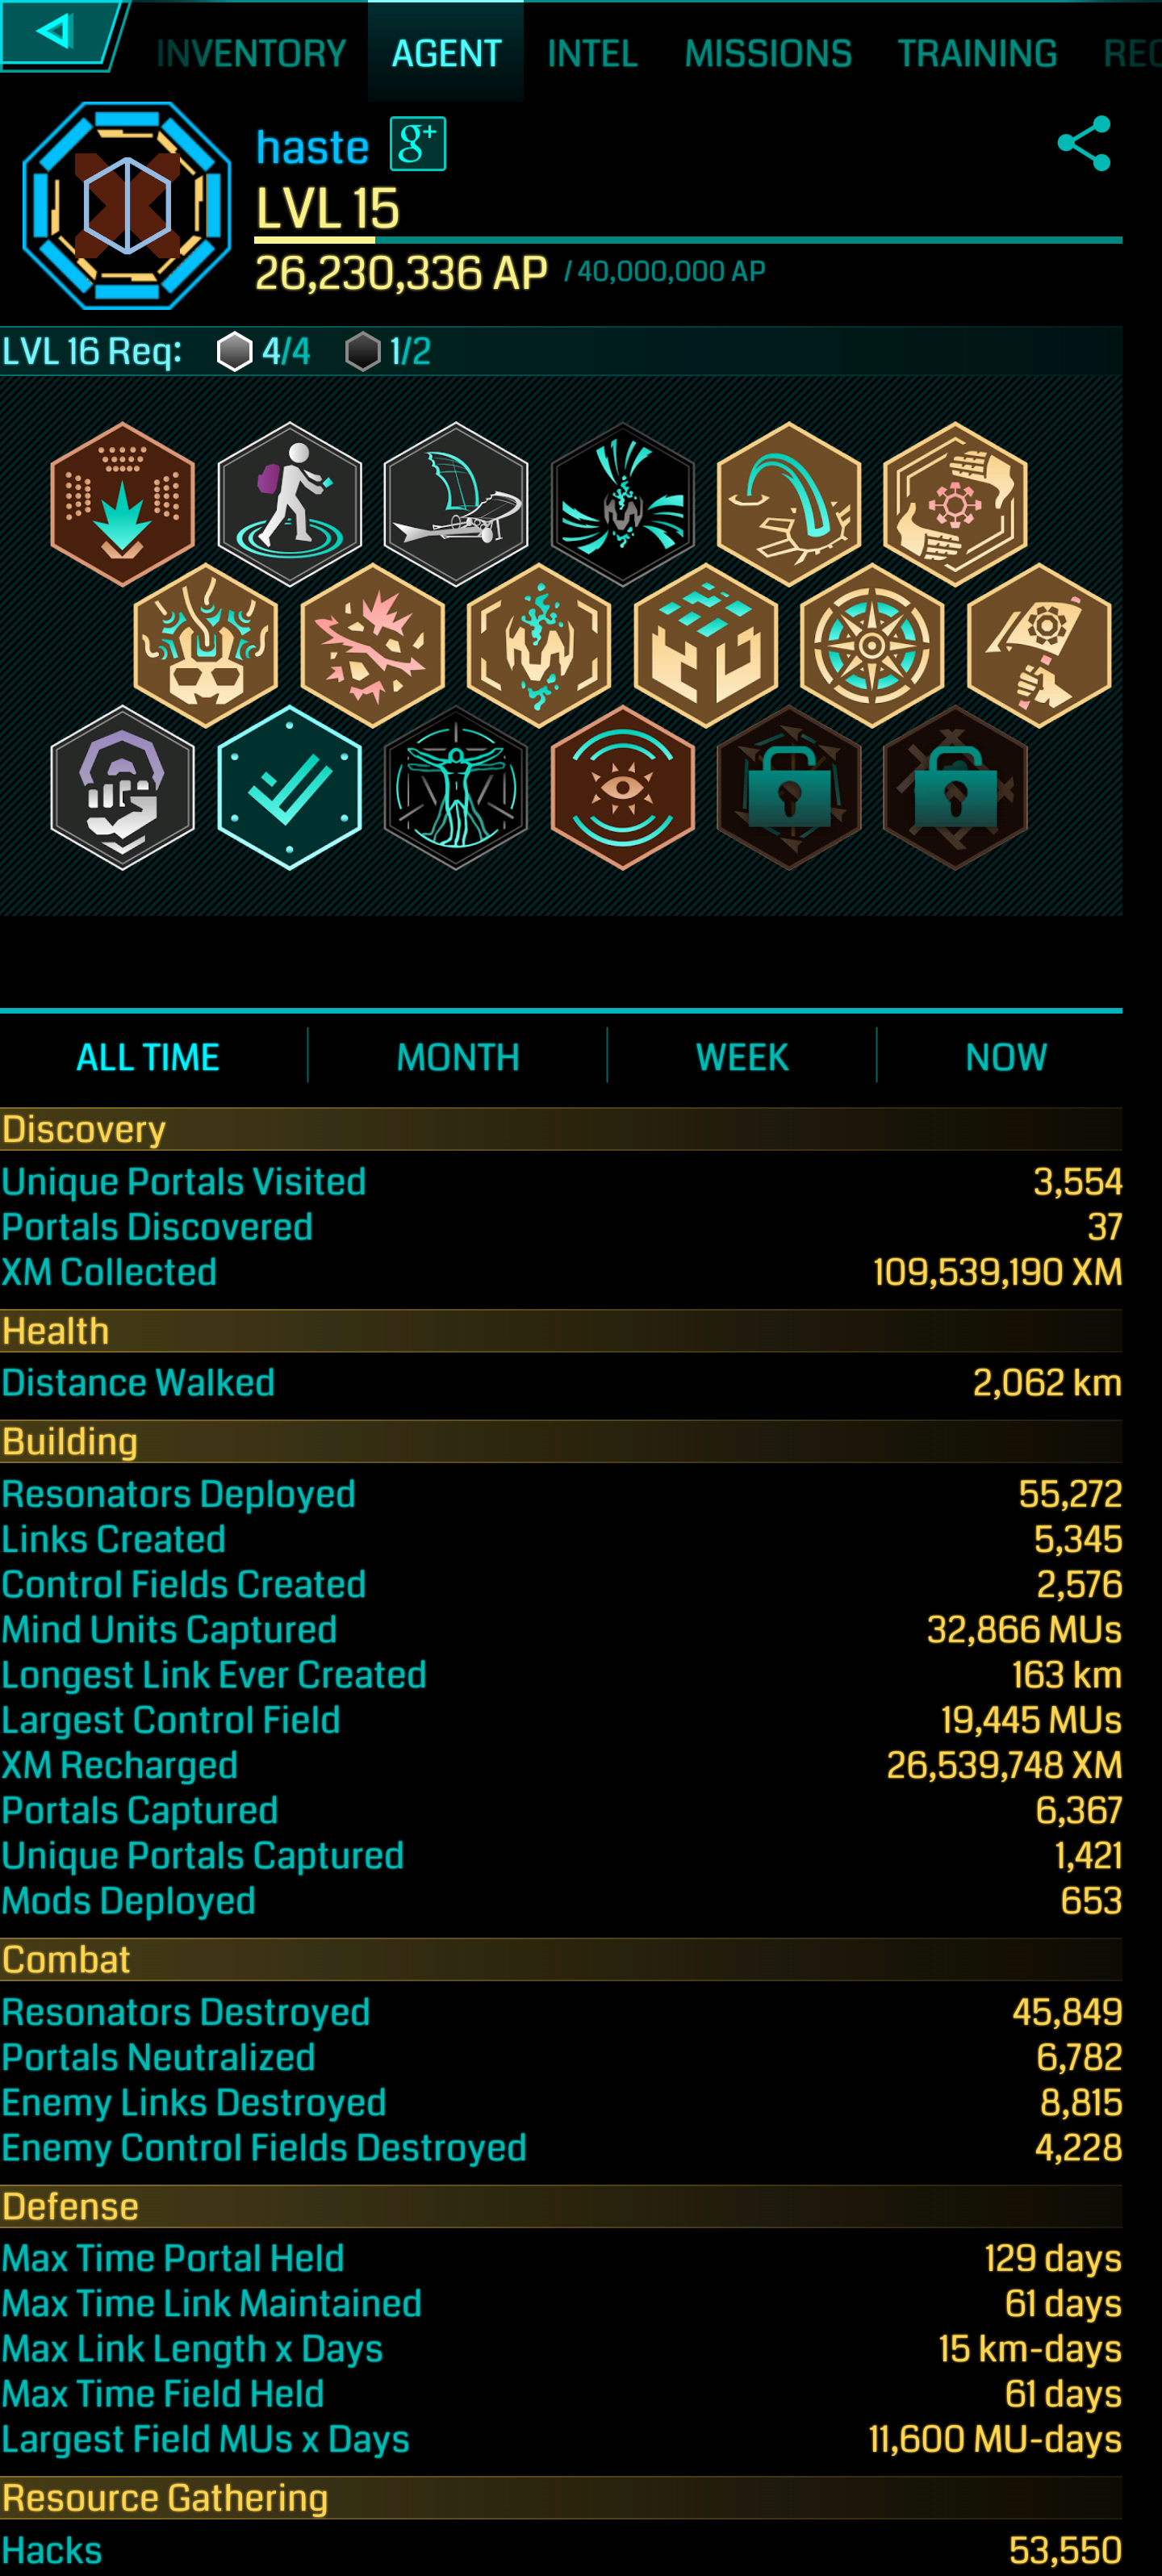 INVENTORY AGENT INTEL MISSIONS TRAINING REC
haste g+
LVL 15
26,230,336 AP / 40,000,000 AP
LVL 16 Req: 4/4 1/2
ALL TIME MONTH WEEK NOW
Discovery
Unique Portals Visited 3,554
Portals Discovered 37
XM Collected 109,539,190 XM
Health
Distance Walked 2,062 km
Building
Resonators Deployed 55,272
Links Created 5,345
Control Fields Created 2,576
Mind Units Captured 32,866 MUs
Longest Link Ever Created 163 km
Largest Control Field 19,445 MUs
XM Recharged 26,539,748 XM
Portals Captured 6,367
Unique Portals Captured 1,421
Mods Deployed 653
Combat
Resonators Destroyed 45,849
Portals Neutralized 6,782
Enemy Links Destroyed 8,815
Enemy Control Fields Destroyed 4,228
Defense
Max Time Portal Held 129 days
Max Time Link Maintained 61 days
Max Link Length x Days 15 km-days
Max Time Field Held 61 days
Largest Field MUs x Days 11,600 MU-days
Resource Gathering
Hacks 53,550